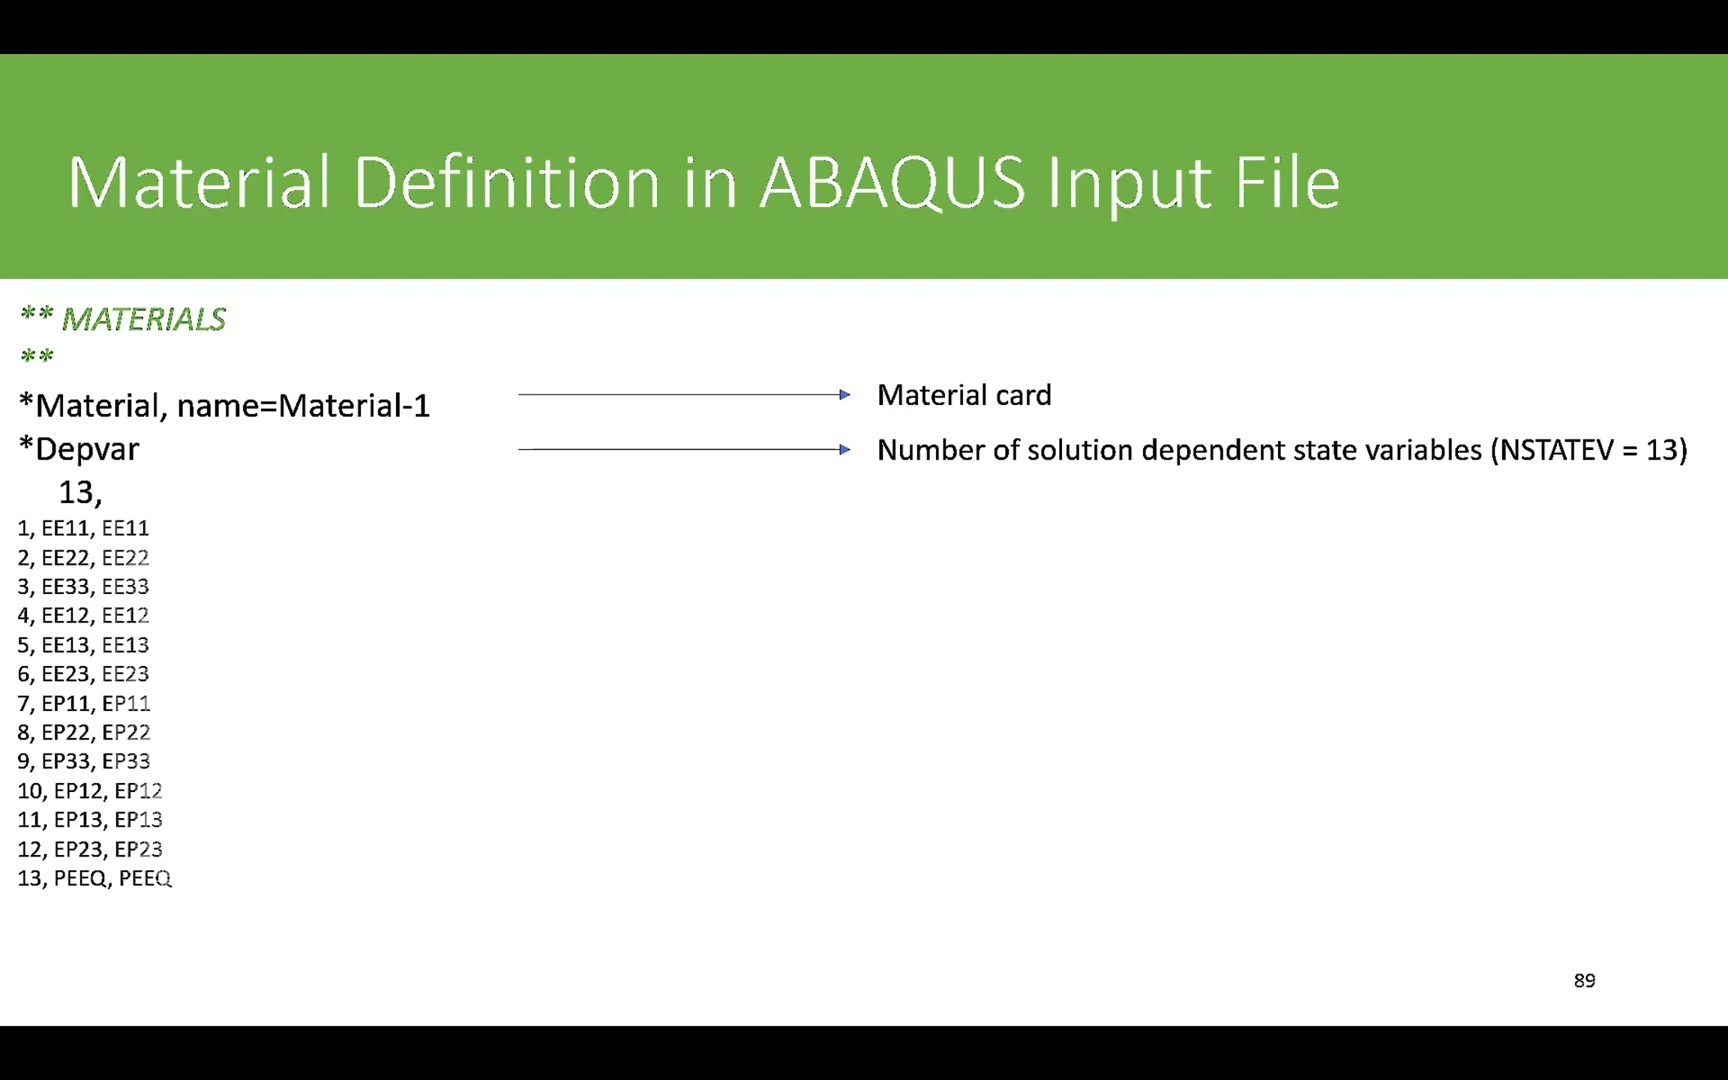 Material Definition in ABAQUS Input File
** MATERIALS
**
*Material, name=Material-1
Material card
*Depvar
Number of solution dependent state variables (NSTATEV = 13)
13,
1, EE11, EE11
2, EE22, EE22
3, EE33, EE33
4, EE12, EE12
5, EE13, EE13
6, EE23, EE23
7, EP11, EP11
8, EP22, EP22
9, EP33, EP33
10, EP12, EP12
11, EP13, EP13
12, EP23, EP23
13, PEEQ, PEEQ
89